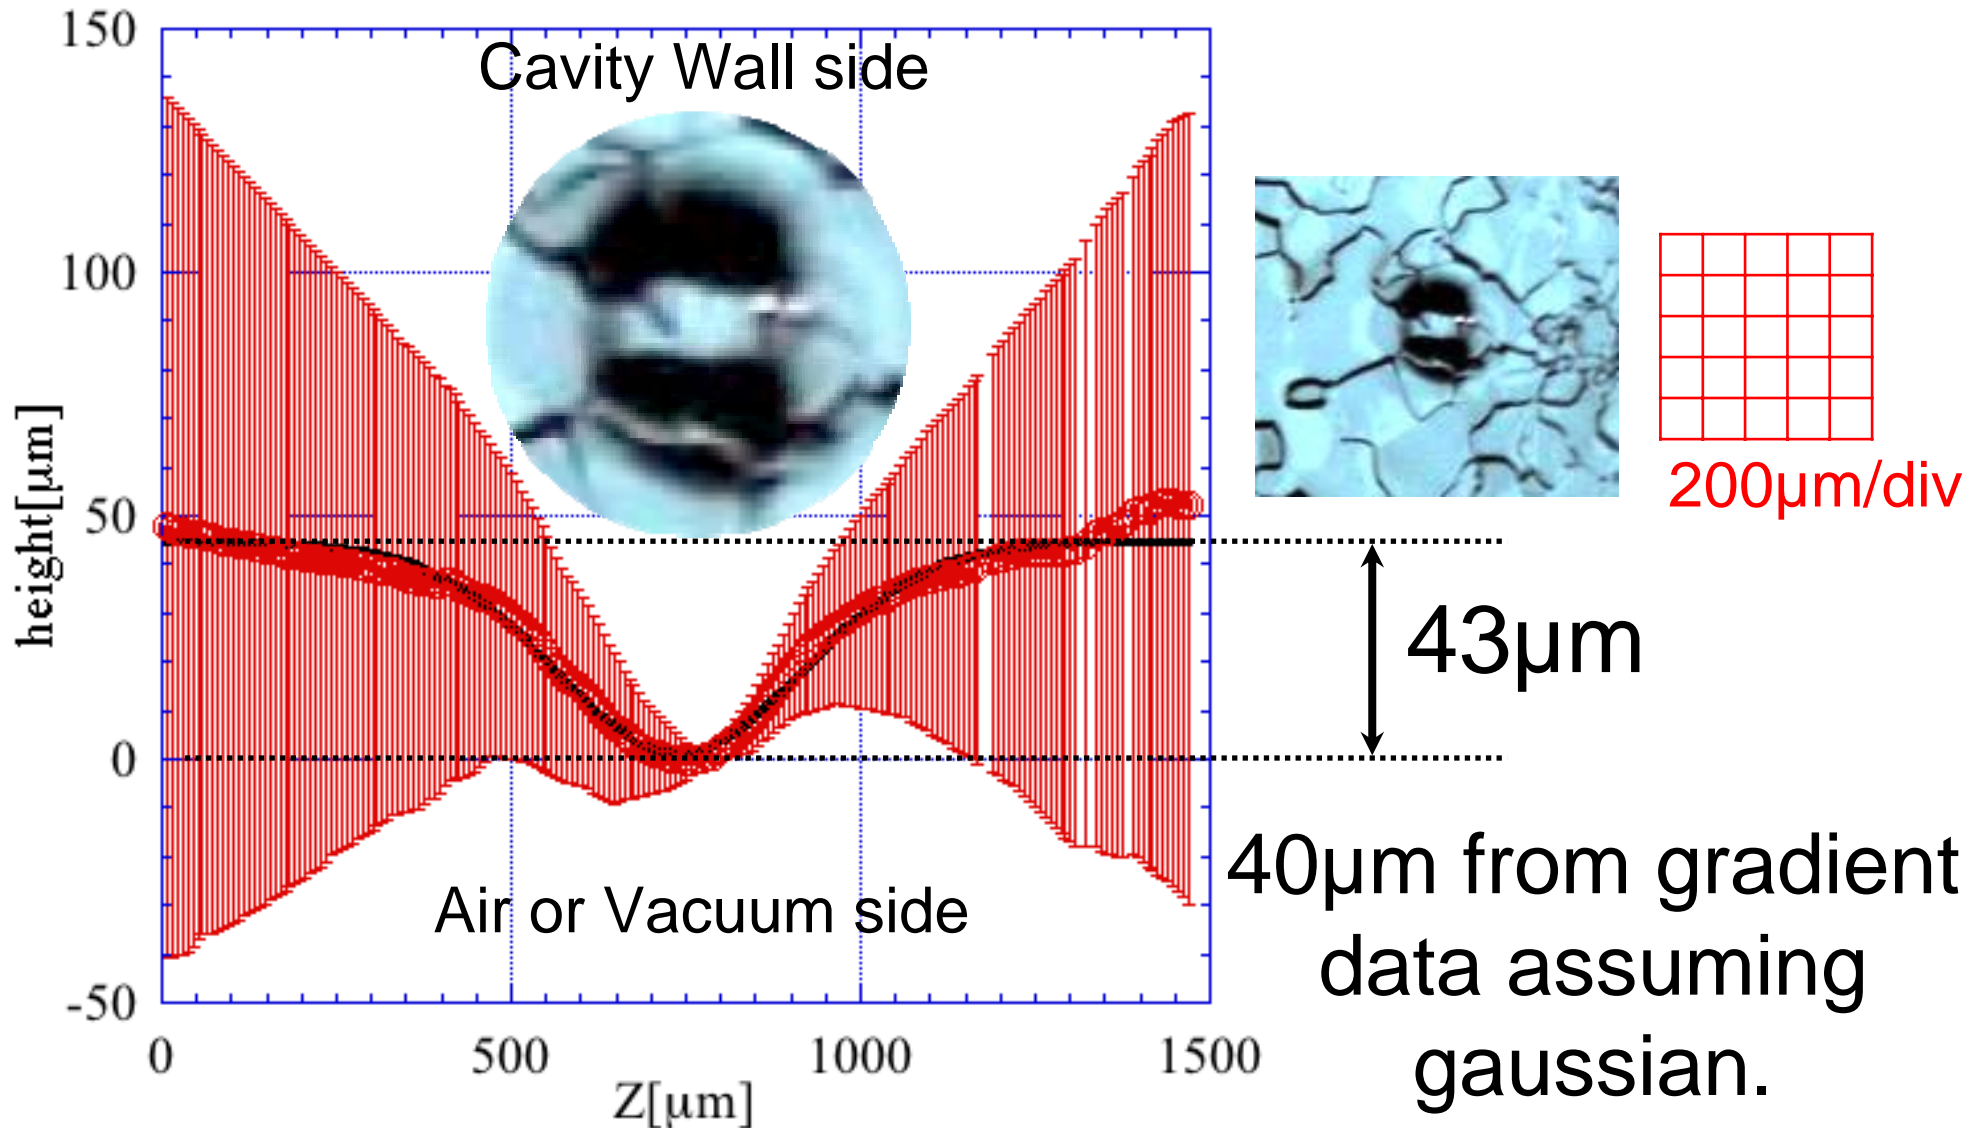 150
100
50
0
-50
height[µm]
Cavity Wall side
Air or Vacuum side
0 500 1000 1500
Z[µm]
200µm/div
43µm
40µm from gradient
data assuming
gaussian.